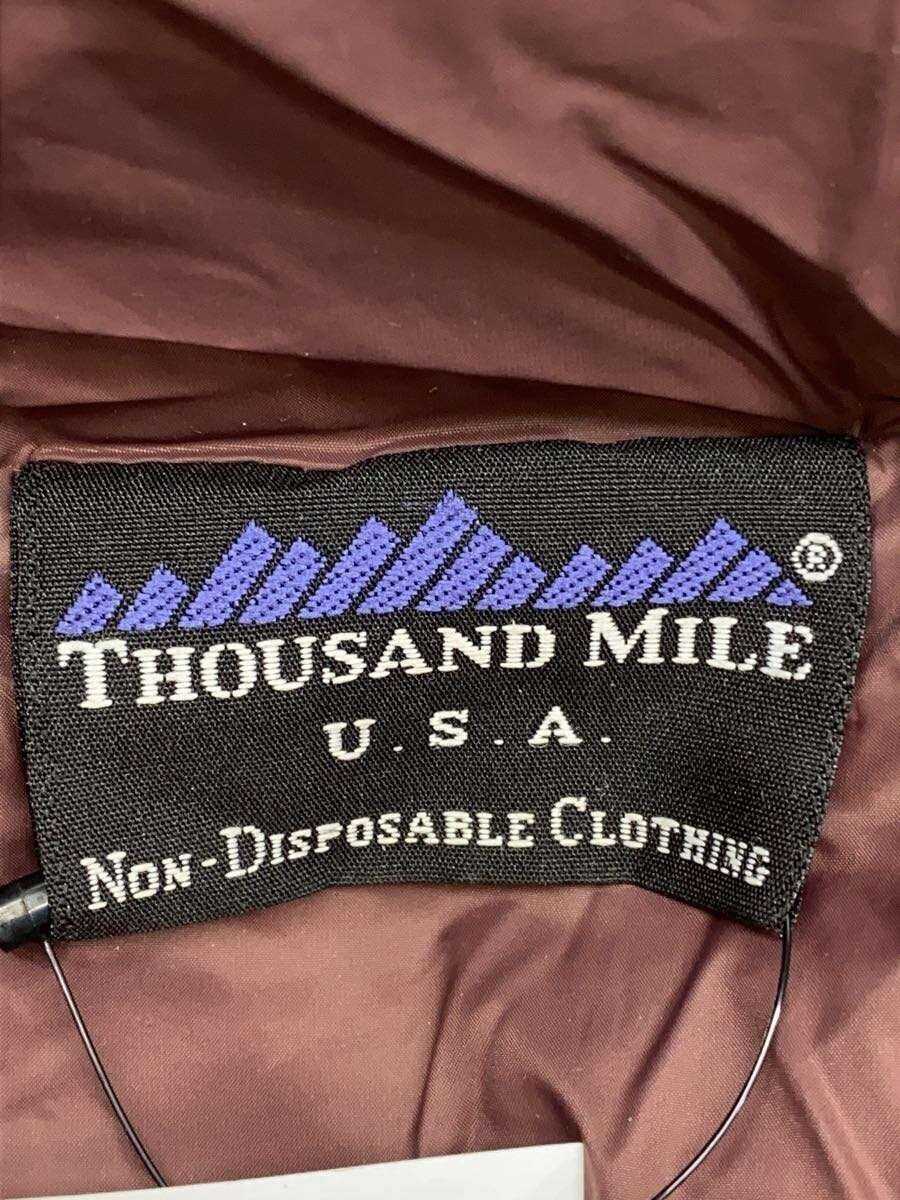 ®
THOUSAND MILE
U.S.A.
NON-DISPOSABLE CLOTHING